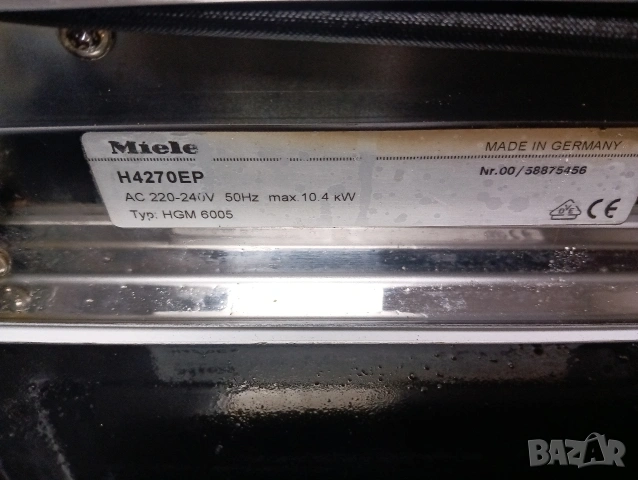 Miele
MADE IN GERMANY
H4270EP
Nr.00/58875456
AC 220-240V 50Hz max.10.4 KW
Typ: HGM 6005
DVE CE
BAZAR